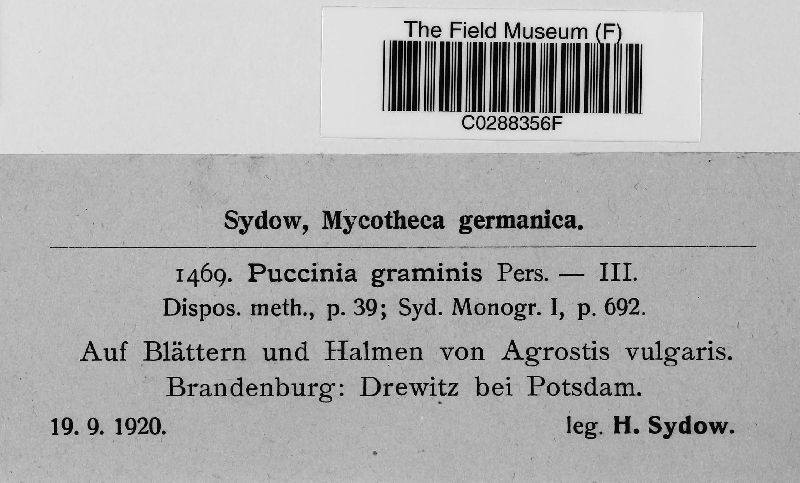 The Field Museum (F)
C0288356F
Sydow, Mycotheca germanica.
1469. Puccinia graminis Pers. — III.
Dispos. meth., p. 39; Syd. Monogr. I, p. 692.
Auf Blättern und Halmen von Agrostis vulgaris.
Brandenburg: Drewitz bei Potsdam.
19. 9. 1920. leg. H. Sydow.